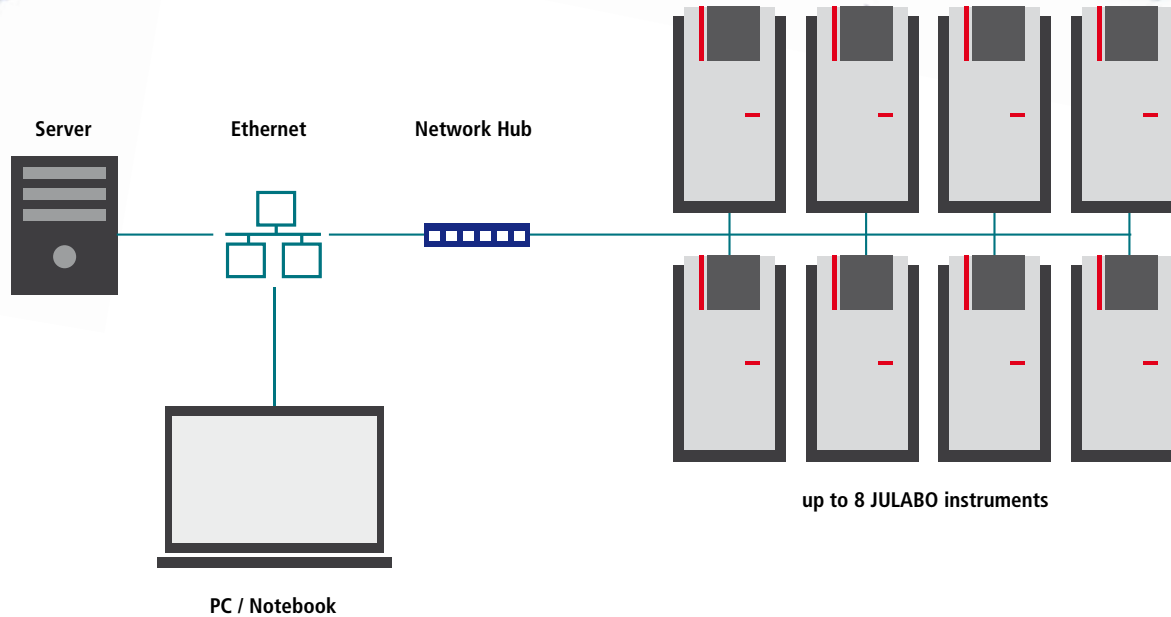 Server
Ethernet
Network Hub
up to 8 JULABO instruments
PC / Notebook